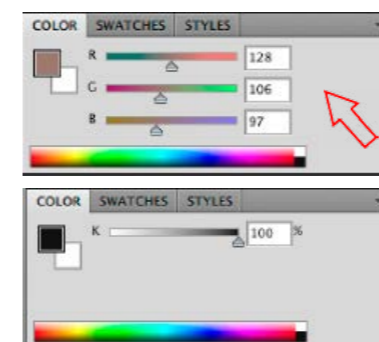 COLOR SWATCHES STYLES
R 128
G 106
B 97
COLOR SWATCHES STYLES
K 100 %